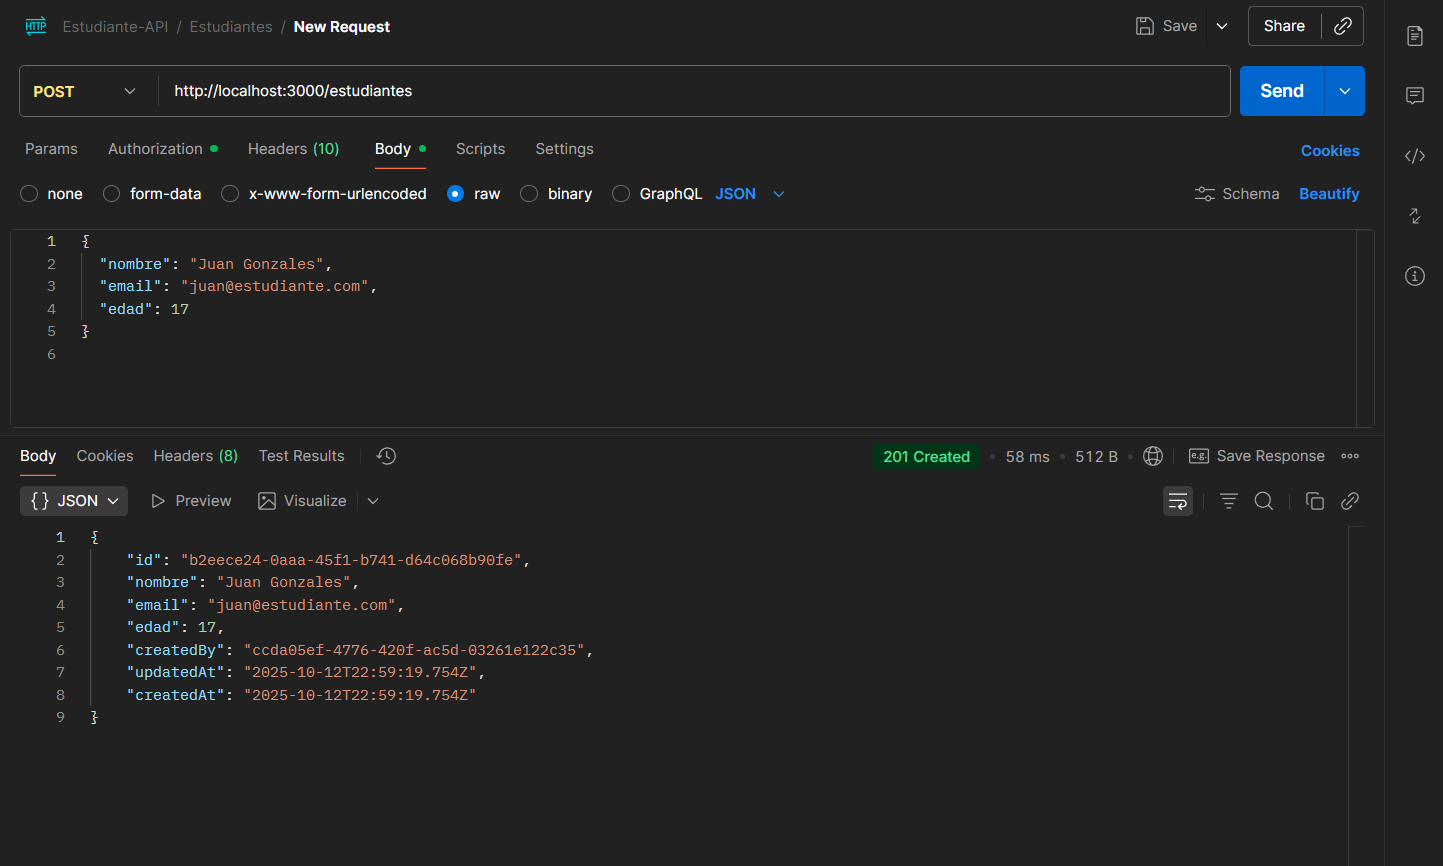 HTTP Estudiante-API / Estudiantes / New Request Save Share
POST http://localhost:3000/estudiantes Send
Params Authorization Headers (10) Body Scripts Settings Cookies
none form-data x-www-form-urlencoded raw binary GraphQL JSON Schema Beautify
1 {
2 "nombre": "Juan Gonzales",
3 "email": "juan@estudiante.com",
4 "edad": 17
5 }
6
Body Cookies Headers (8) Test Results 201 Created • 58 ms • 512 B • e.g. Save Response
{} JSON Preview Visualize
1 {
2 "id": "b2eece24-0aaa-45f1-b741-d64c068b90fe",
3 "nombre": "Juan Gonzales",
4 "email": "juan@estudiante.com",
5 "edad": 17,
6 "createdBy": "ccda05ef-4776-420f-ac5d-03261e122c35",
7 "updatedAt": "2025-10-12T22:59:19.754Z",
8 "createdAt": "2025-10-12T22:59:19.754Z"
9 }